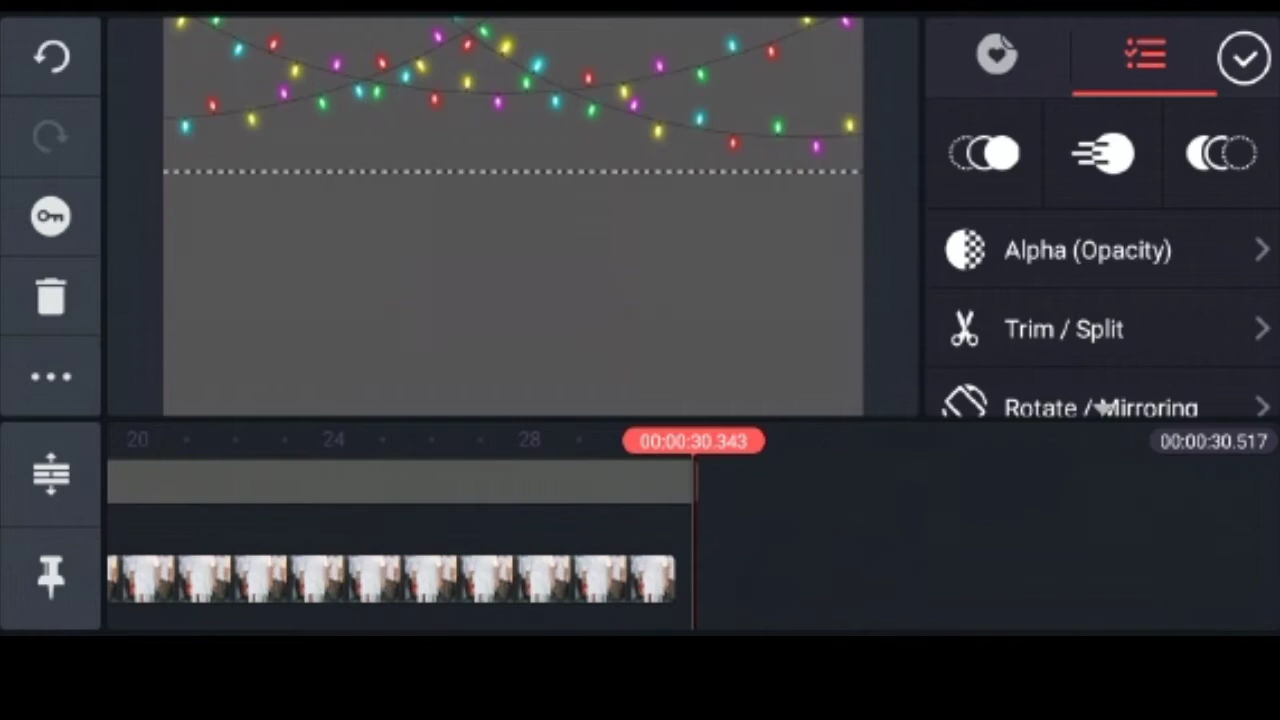 Alpha (Opacity)
Trim / Split
Rotate / Mirroring
20
24
28
00:00:30.343
00:00:30.517